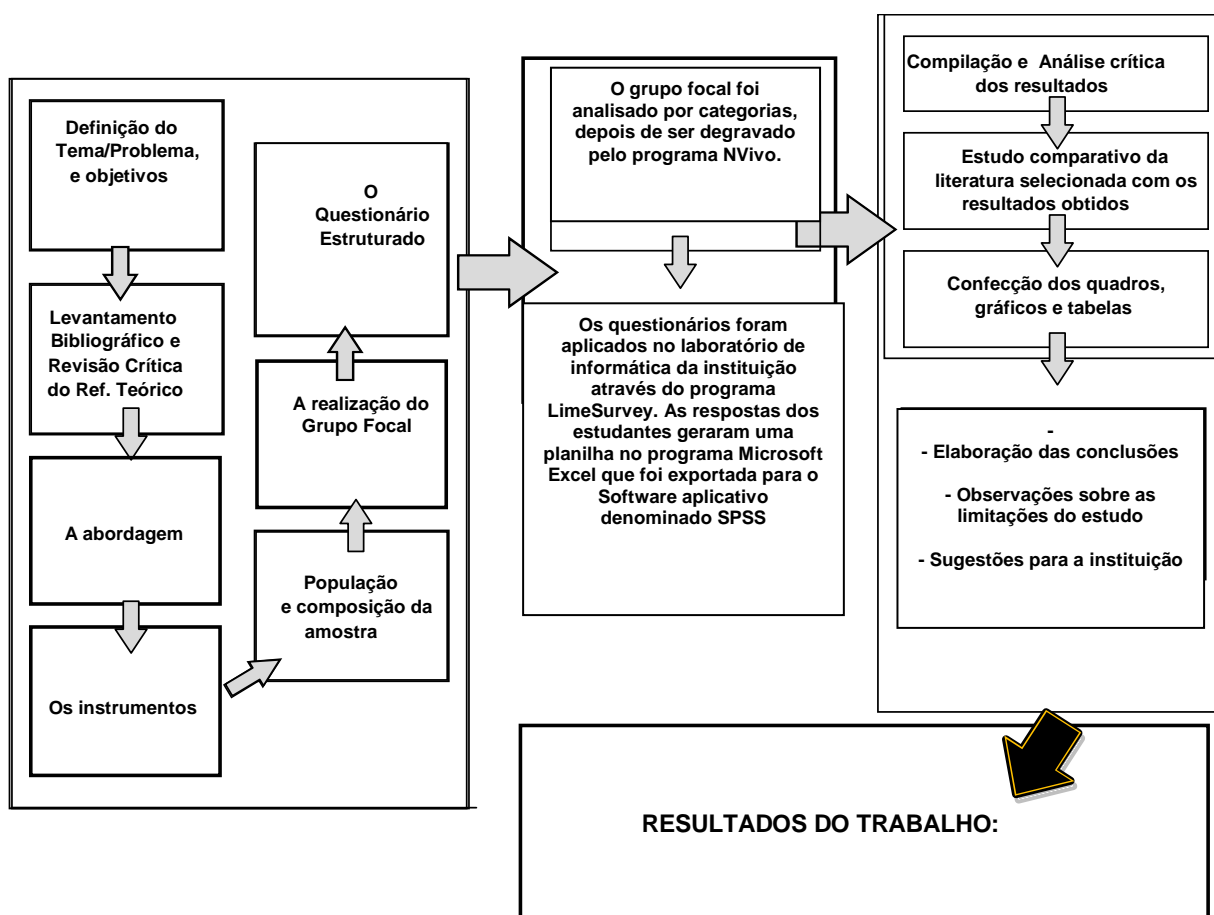 Definição do
Tema/Problema,
e objetivos
Levantamento
Bibliográfico e
Revisão Crítica
do Ref. Teórico
A abordagem
Os instrumentos
População
e composição da
amostra
A realização do
Grupo Focal
O
Questionário
Estruturado
O grupo focal foi
analisado por categorias,
depois de ser degravado
pelo programa NVivo.
Os questionários foram
aplicados no laboratório de
informática da instituição
através do programa
LimeSurvey. As respostas dos
estudantes geraram uma
planilha no programa Microsoft
Excel que foi exportada para o
Software aplicativo
denominado SPSS
Compilação e Análise crítica
dos resultados
Estudo comparativo da
literatura selecionada com os
resultados obtidos
Confecção dos quadros,
gráficos e tabelas
-
- Elaboração das conclusões
- Observações sobre as
limitações do estudo
- Sugestões para a instituição
RESULTADOS DO TRABALHO: